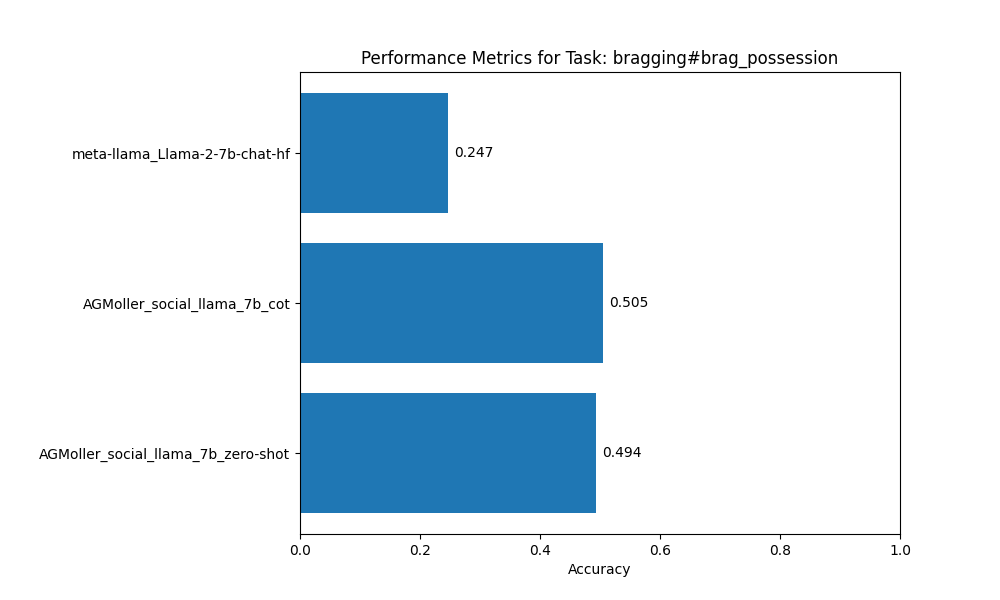 Performance Metrics for Task: bragging#brag_possession
meta-llama_Llama-2-7b-chat-hf
0.247
AGMoller_social_llama_7b_cot
0.505
AGMoller_social_llama_7b_zero-shot
0.494
0.0 0.2 0.4 0.6 0.8 1.0
Accuracy